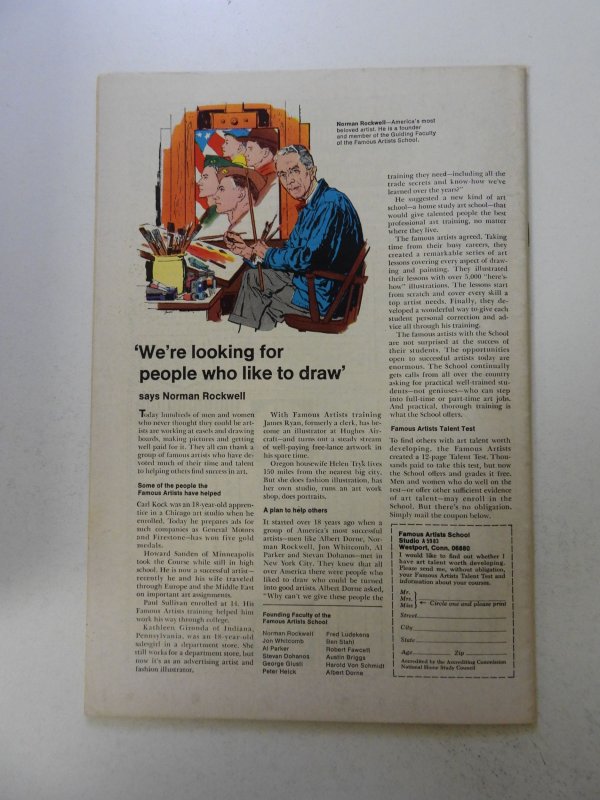 Norman Rockwell—America's most
beloved artist. He is a founder
and member of the Guiding Faculty
of the Famous Artists School.
'We're looking for
people who like to draw'
says Norman Rockwell
Today hundreds of men and women
who never thought they could be art-
ists are working at easels and drawing
boards, making pictures and getting
well paid for it. They all can thank a
group of famous artists who have de-
voted much of their time and talent
to helping others find success in art.
Some of the people the
Famous Artists have helped
Carl Kock was an 18-year-old appren-
tice in a Chicago art studio when he
enrolled. Today he prepares ads for
such companies as General Motors
and Firestone—has won five gold
medals.
Howard Sanden of Minneapolis
took the Course while still in high
school. He is now a successful artist—
recently he and his wife traveled
through Europe and the Middle East
on important art assignments.
Paul Sullivan enrolled at 14. His
Famous Artists training helped him
work his way through college.
Kathleen Gironda of Indiana,
Pennsylvania, was an 18-year-old
salesgirl in a department store. She
still works for a department store, but
now it's as an advertising artist and
fashion illustrator.
With Famous Artists training
James Ryan, formerly a clerk, has be-
come an illustrator at Hughes Air-
craft—and turns out a steady stream
of well-paying free-lance artwork in
his spare time.
Oregon housewife Helen Tryk lives
150 miles from the nearest big city.
But she does fashion illustration, has
her own studio, runs an art work
shop, does portraits.
A plan to help others
It started over 18 years ago when a
group of America's most successful
artists—men like Albert Dorne, Nor-
man Rockwell, Jon Whitcomb, Al
Parker and Stevan Dohanos—met in
New York City. They knew that all
over America there were people who
liked to draw who could be turned
into good artists. Albert Dorne asked,
"Why can't we give these people the
Founding Faculty of the
Famous Artists School
Norman Rockwell
Jon Whitcomb
Al Parker
Stevan Dohanos
George Giusti
Peter Helck
Fred Ludekens
Ben Stahl
Robert Fawcett
Austin Briggs
Harold Von Schmidt
Albert Dorne
training they need—including all the
trade secrets and know-how we've
learned over the years?"
He suggested a new kind of art
school—a home study art school—that
would give talented people the best
professional art training, no matter
where they live.
The famous artists agreed. Taking
time from their busy careers, they
created a remarkable series of art
lessons covering every aspect of draw-
ing and painting. They illustrated
their lessons with over 5,000 "here's-
how" illustrations. The lessons start
from scratch and cover every skill a
top artist needs. Finally, they de-
veloped a wonderful way to give each
student personal correction and ad-
vice all through his training.
The famous artists with the School
are not surprised at the success of
their students. The opportunities
open to successful artists today are
enormous. The School continually
gets calls from all over the country
asking for practical well-trained stu-
dents—not geniuses—who can step
into full-time or part-time art jobs.
And practical, thorough training is
what the School offers.
Famous Artists Talent Test
To find others with art talent worth
developing, the Famous Artists
created a 12-page Talent Test. Thou-
sands paid to take this test, but now
the School offers and grades it free.
Men and women who do well on the
test—or offer other sufficient evidence
of art talent—may enroll in the
School. But there's no obligation.
Simply mail the coupon below.
Famous Artists School
Studio A 5983
Westport, Conn. 06880
I would like to find out whether I
have art talent worth developing.
Please send me, without obligation,
your Famous Artists Talent Test and
information about your courses.
Mr.
Mrs.
Miss
Circle one and please print
Street
City
State
Age Zip
Accredited by the Accrediting Commission
National Home Study Council